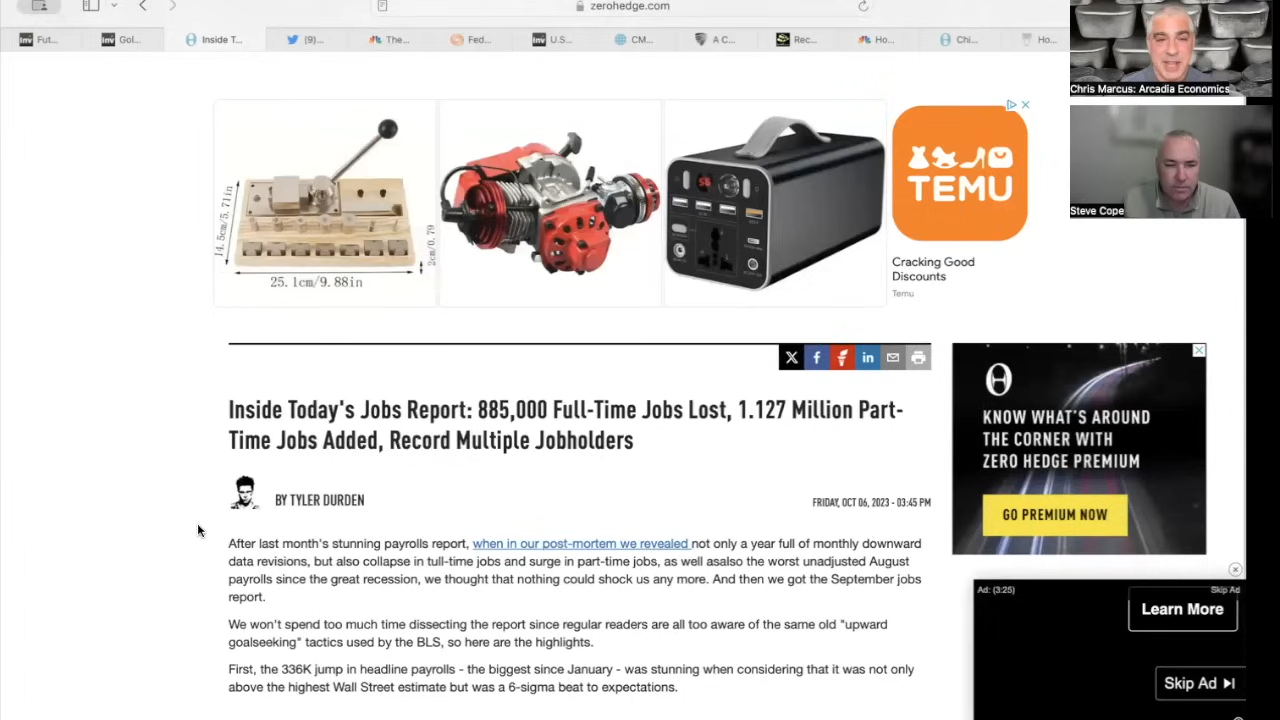 zerohedge.com
Fut...
Gol...
Inside T...
(9)...
The...
Fed...
U.S...
CM...
A C...
Rec...
Ho...
Chi...
Ho...
Chris Marcus: Arcadia Economics
Steve Cope
14.5cm/5.71in
2cm/0.79
25.1cm/9.88in
TEMU
Cracking Good
Discounts
Temu
Inside Today's Jobs Report: 885,000 Full-Time Jobs Lost, 1.127 Million Part-
Time Jobs Added, Record Multiple Jobholders
BY TYLER DURDEN
FRIDAY, OCT 06, 2023 - 03:45 PM
After last month's stunning payrolls report, when in our post-mortem we revealed not only a year full of monthly downward
data revisions, but also collapse in full-time jobs and surge in part-time jobs, as well asalso the worst unadjusted August
payrolls since the great recession, we thought that nothing could shock us any more. And then we got the September jobs
report.
We won't spend too much time dissecting the report since regular readers are all too aware of the same old "upward
goalseeking" tactics used by the BLS, so here are the highlights.
First, the 336K jump in headline payrolls - the biggest since January - was stunning when considering that it was not only
above the highest Wall Street estimate but was a 6-sigma beat to expectations.
KNOW WHAT'S AROUND
THE CORNER WITH
ZERO HEDGE PREMIUM
GO PREMIUM NOW
Ad: (3:25)
Skip Ad
Learn More
Skip Ad